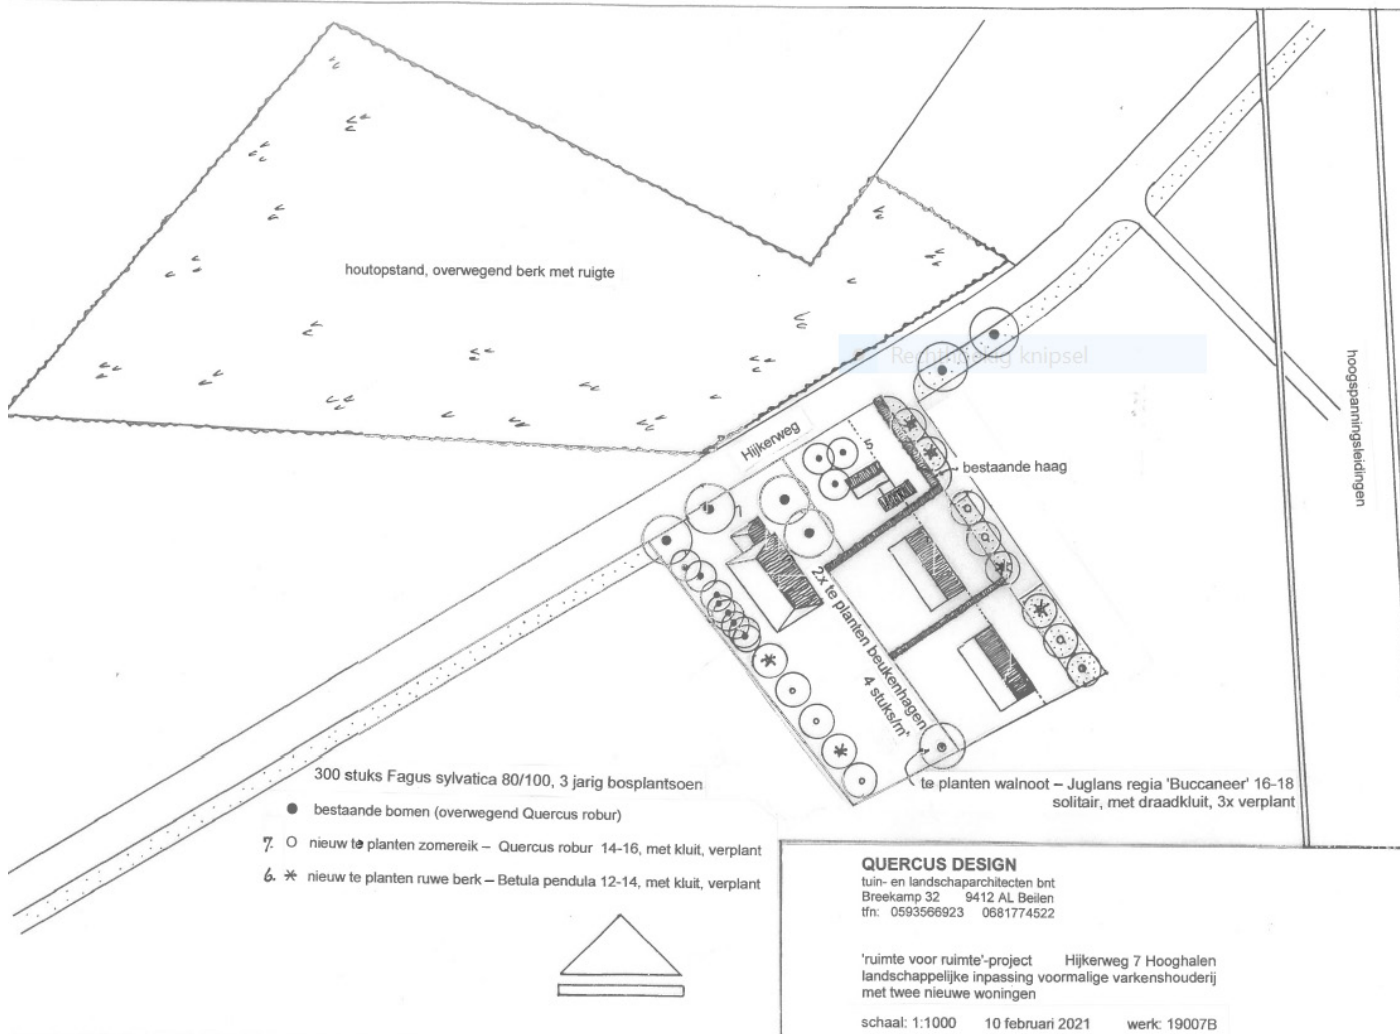 houtopstand, overwegend berk met ruigte
Rechthoekig knipsel
hoogspanningsleidingen
Hijkerweg
5
bestaande haag
7
2x te planten beukenhagen
4 stuks/m¹
te planten walnoot – Juglans regia 'Buccaneer' 16-18
solitair, met draadkluit, 3x verplant
300 stuks Fagus sylvatica 80/100, 3 jarig bosplantsoen
bestaande bomen (overwegend Quercus robur)
7. O nieuw te planten zomereik – Quercus robur 14-16, met kluit, verplant
6. * nieuw te planten ruwe berk – Betula pendula 12-14, met kluit, verplant
QUERCUS DESIGN
tuin- en landschaparchitecten bnt
Breekamp 32 9412 AL Beilen
tfn: 0593566923 0681774522
'ruimte voor ruimte'-project Hijkerweg 7 Hooghalen
landschappelijke inpassing voormalige varkenshouderij
met twee nieuwe woningen
schaal: 1:1000 10 februari 2021 werk: 19007B